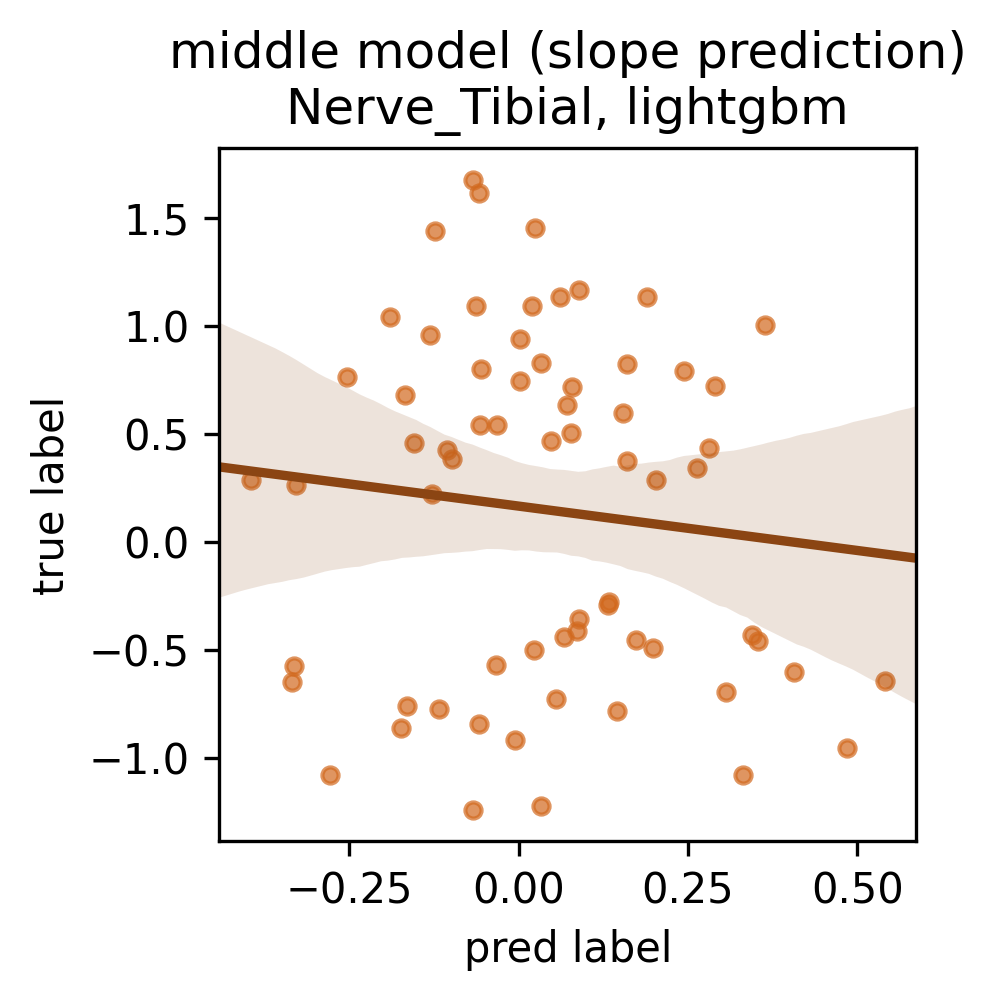 middle model (slope prediction)
Nerve_Tibial, lightgbm
1.5
1.0
0.5
0.0
−0.5
−1.0
true label
−0.25 0.00 0.25 0.50
pred label